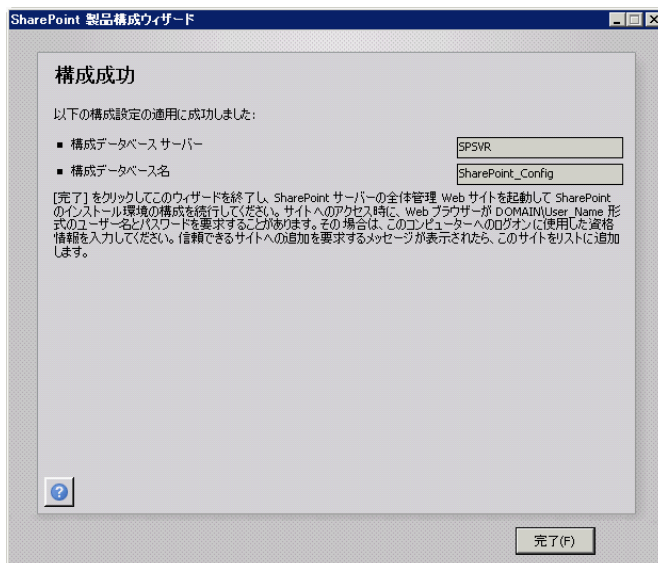 SharePoint 製品構成ウィザード
構成成功
以下の構成設定の適用に成功しました:
構成データベース サーバー
SPSVR
構成データベース名
SharePoint_Config
[完了] をクリックしてこのウィザードを終了し、SharePoint サーバーの全体管理 Web サイトを起動して SharePoint
のインストール環境の構成を続行してください。サイトへのアクセス時に、Web ブラウザーが DOMAIN\User_Name 形
式のユーザー名とパスワードを要求することがあります。その場合は、このコンピューターへのログオンに使用した資格
情報を入力してください。信頼できるサイトへの追加を要求するメッセージが表示されたら、このサイトをリストに追加
します。
完了(F)